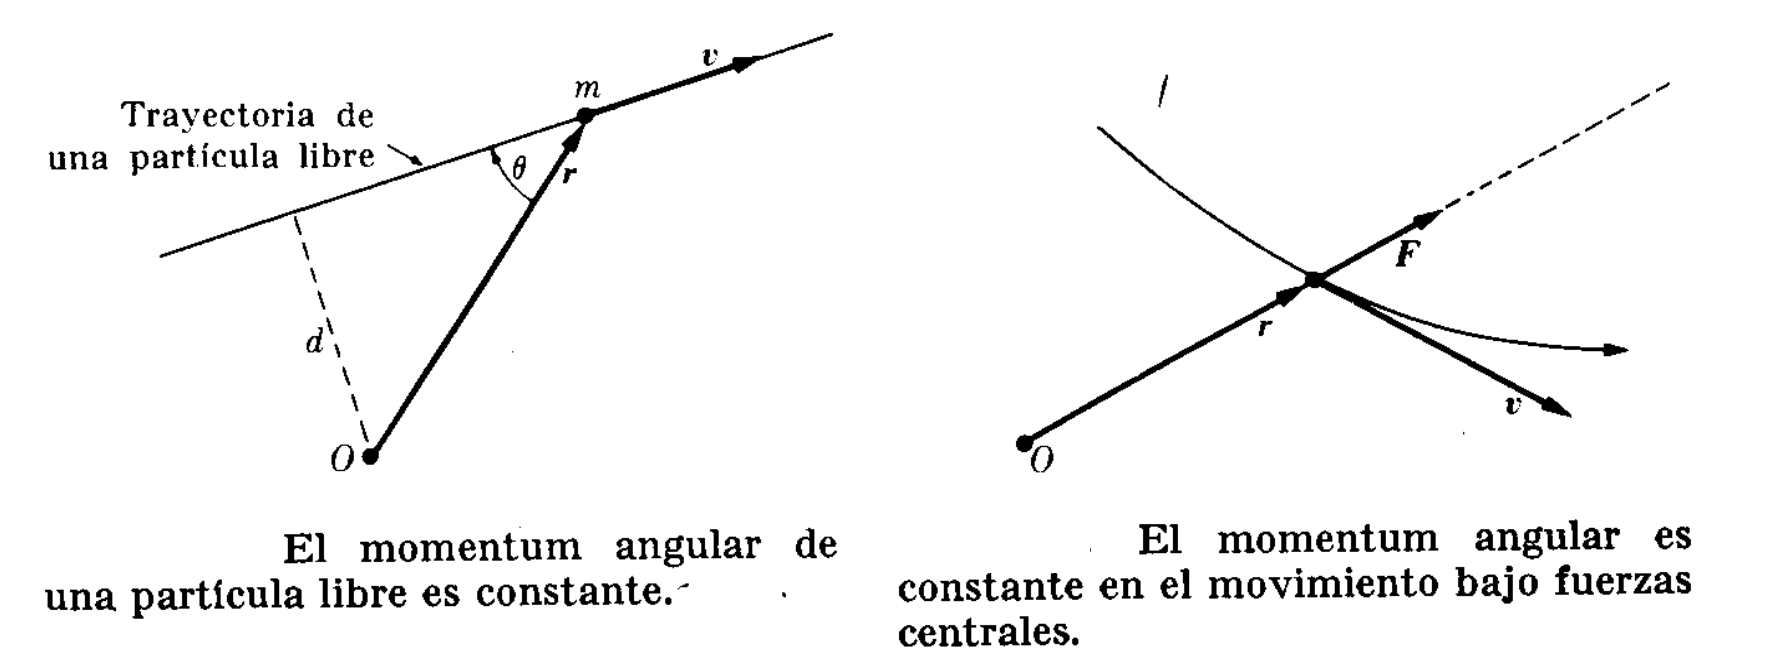 Trayectoria de
una partícula libre
m
v
θ
r
d
O
El momentum angular de
una partícula libre es constante.
F
r
v
O
El momentum angular es
constante en el movimiento bajo fuerzas
centrales.